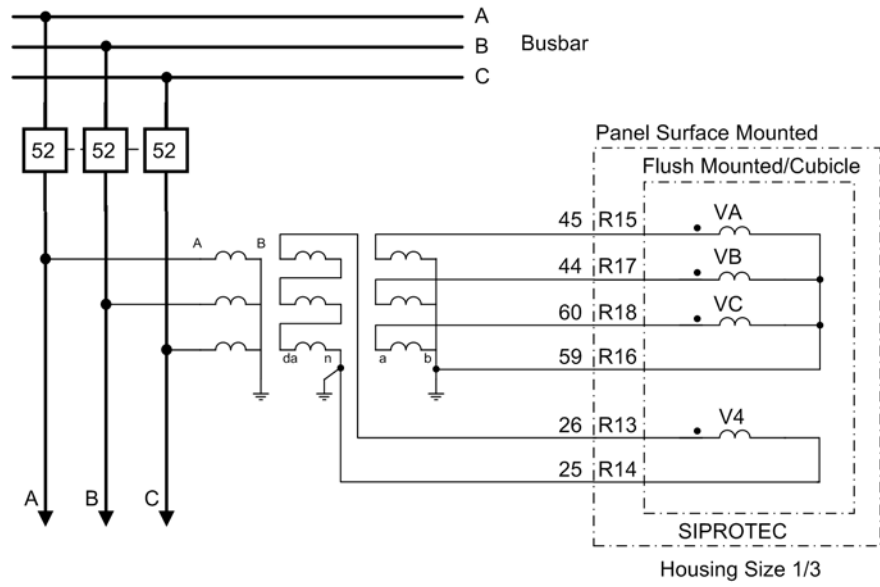 A
B Busbar
C
Panel Surface Mounted
52 52 52
Flush Mounted/Cubicle
45 R15 VA
A B
44 R17 VB
60 R18 VC
59 R16
da n a b
26 R13 V4
25 R14
A B C
SIPROTEC
Housing Size 1/3